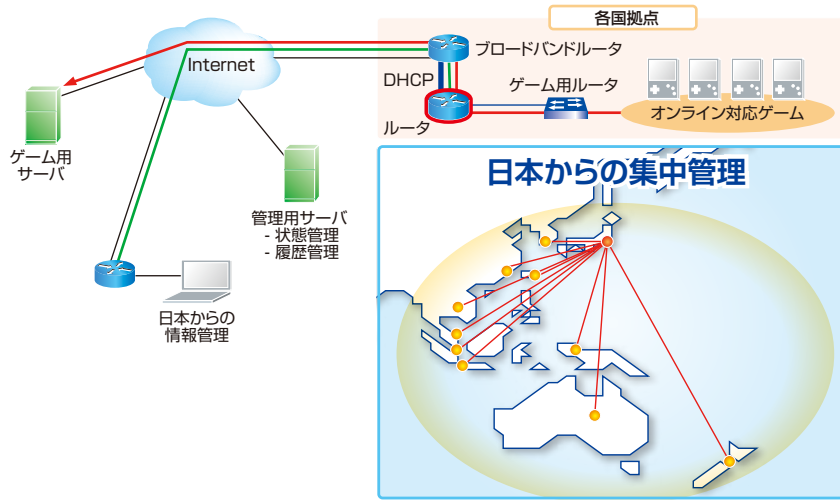 各国拠点
ブロードバンドルータ
Internet
DHCP
ゲーム用ルータ
ルータ
オンライン対応ゲーム
ゲーム用
サーバ
管理用サーバ
- 状態管理
- 履歴管理
日本からの
情報管理
日本からの集中管理